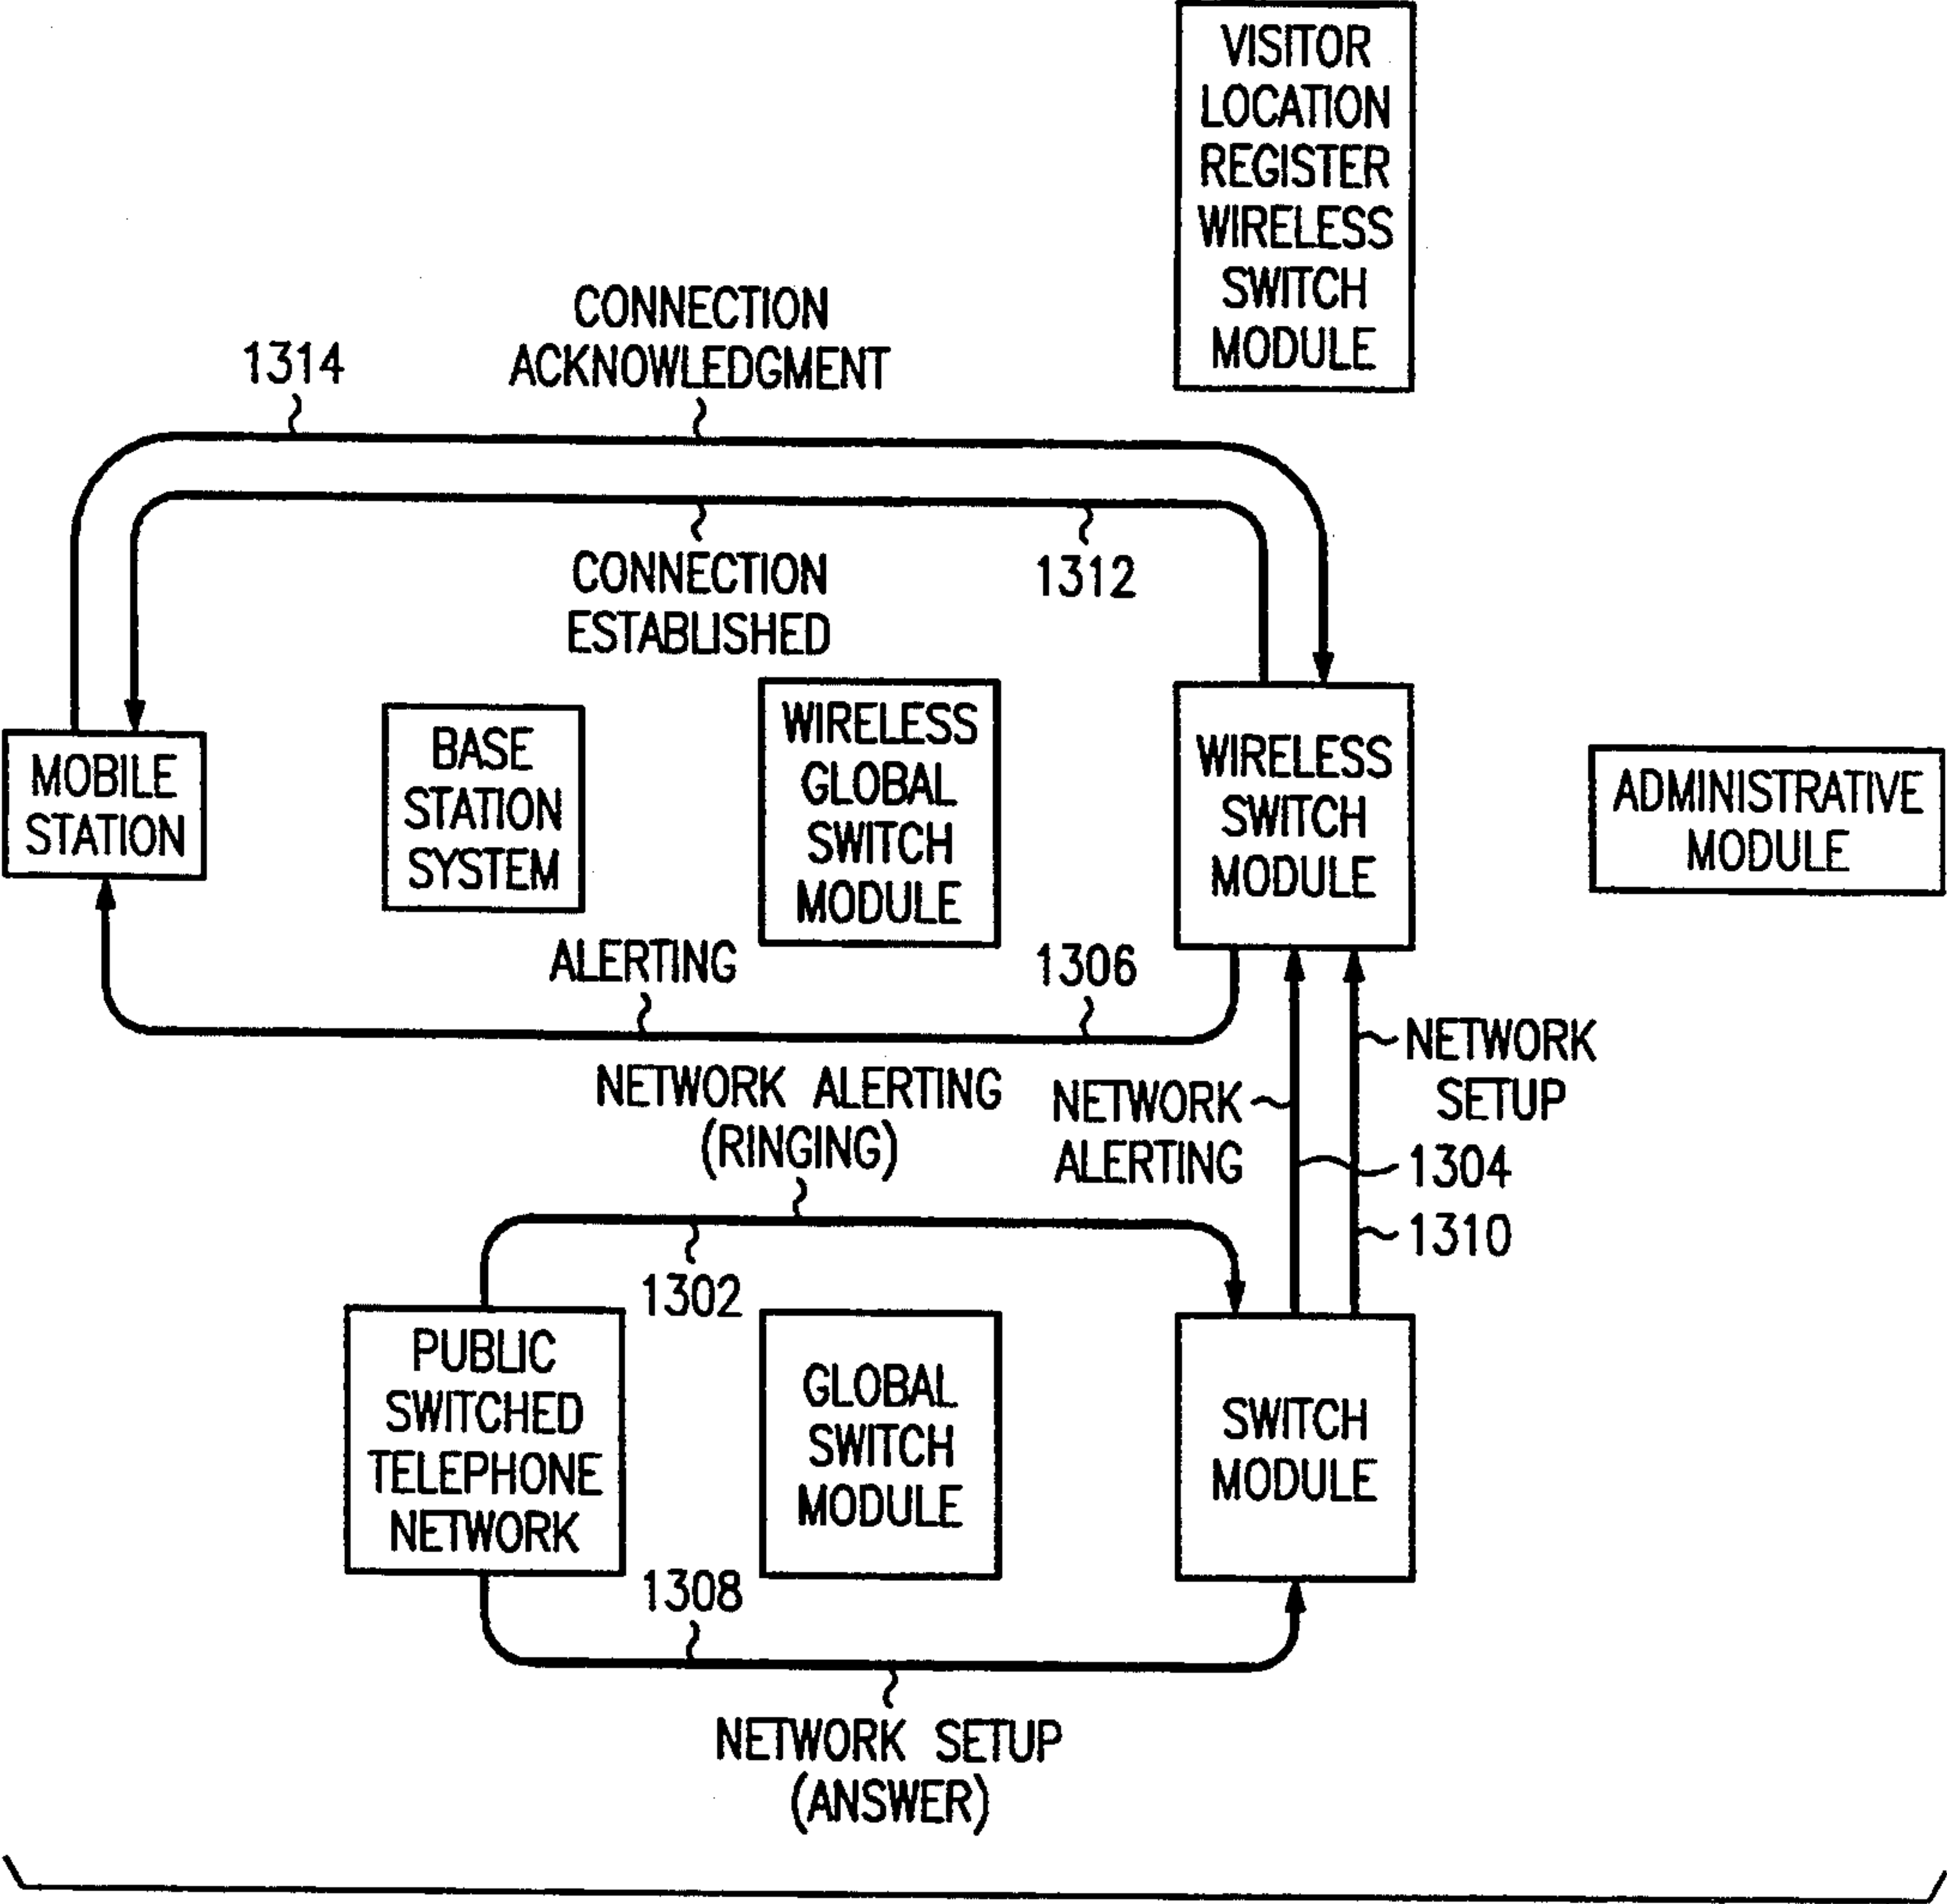 VISITOR
LOCATION
REGISTER
WIRELESS
SWITCH
MODULE
CONNECTION
ACKNOWLEDGMENT
1314
CONNECTION
ESTABLISHED
1312
MOBILE
STATION
BASE
STATION
SYSTEM
WIRELESS
GLOBAL
SWITCH
MODULE
WIRELESS
SWITCH
MODULE
ADMINISTRATIVE
MODULE
ALERTING
1306
NETWORK
SETUP
NETWORK ALERTING
(RINGING)
NETWORK
ALERTING
1304
1310
1302
PUBLIC
SWITCHED
TELEPHONE
NETWORK
GLOBAL
SWITCH
MODULE
SWITCH
MODULE
1308
NETWORK SETUP
(ANSWER)